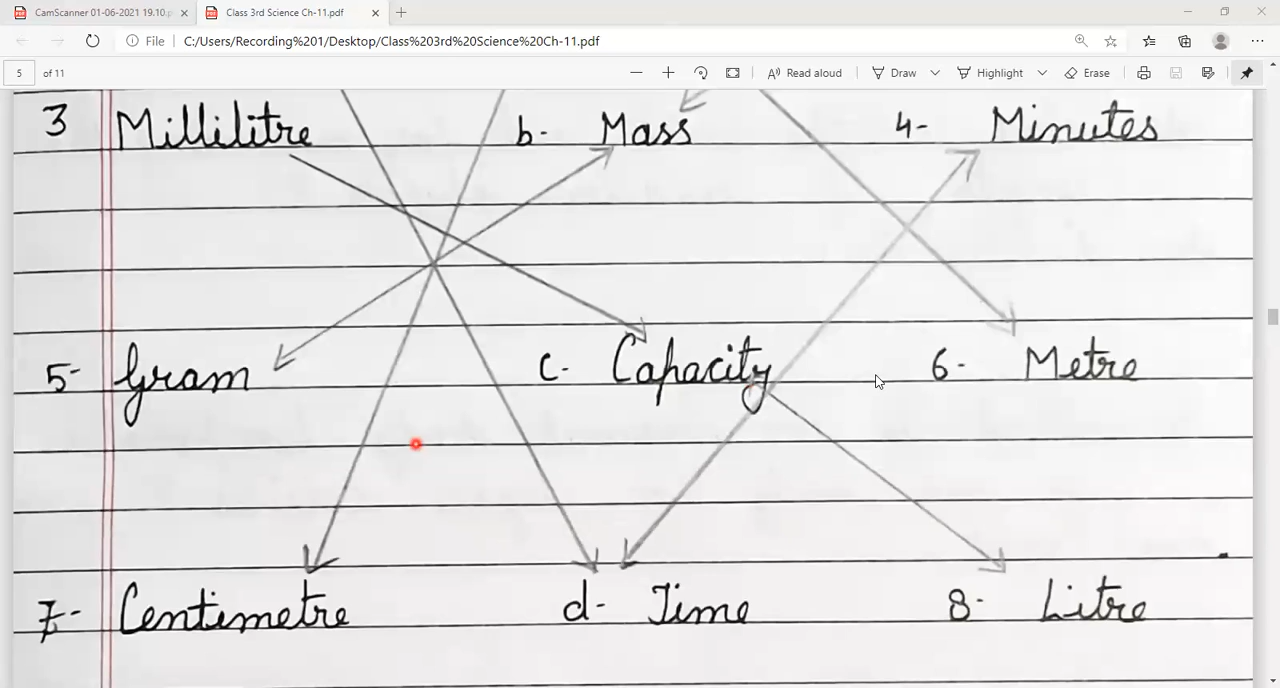 CamScanner 01-06-2021 19.10.p
Class 3rd Science Ch-11.pdf
File C:/Users/Recording%201/Desktop/Class%203rd%20Science%20Ch-11.pdf
5 of 11 Read aloud Draw Highlight Erase
3 Millilitre b- Mass 4- Minutes
5- Gram c- Capacity 6- Metre
7- Centimetre d- Time 8- Litre